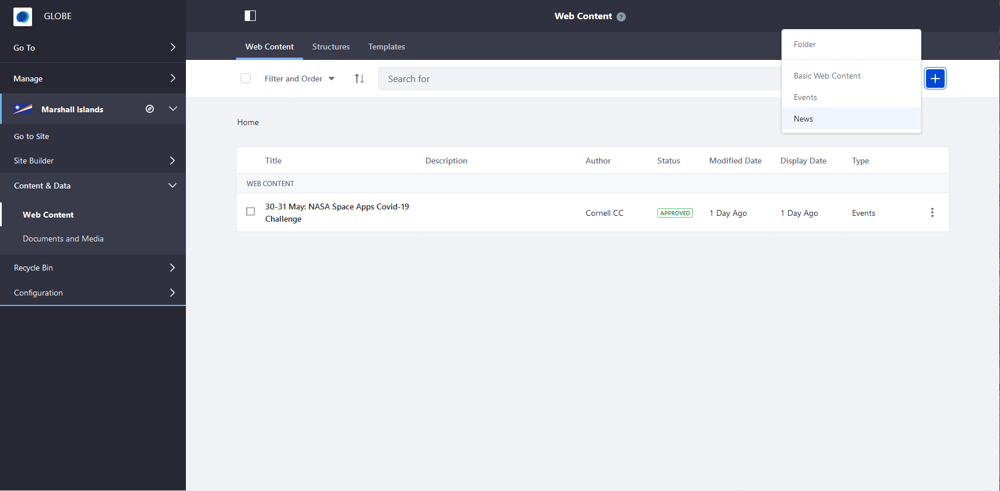 GLOBE
Go To
Manage
Marshall Islands
Go to Site
Site Builder
Content & Data
Web Content
Documents and Media
Recycle Bin
Configuration
Web Content ?
Web Content Structures Templates
Filter and Order
Search for
Folder
Basic Web Content
Events
News
Home
Title Description Author Status Modified Date Display Date Type
WEB CONTENT
30-31 May: NASA Space Apps Covid-19
Challenge
Cornell CC APPROVED 1 Day Ago 1 Day Ago Events